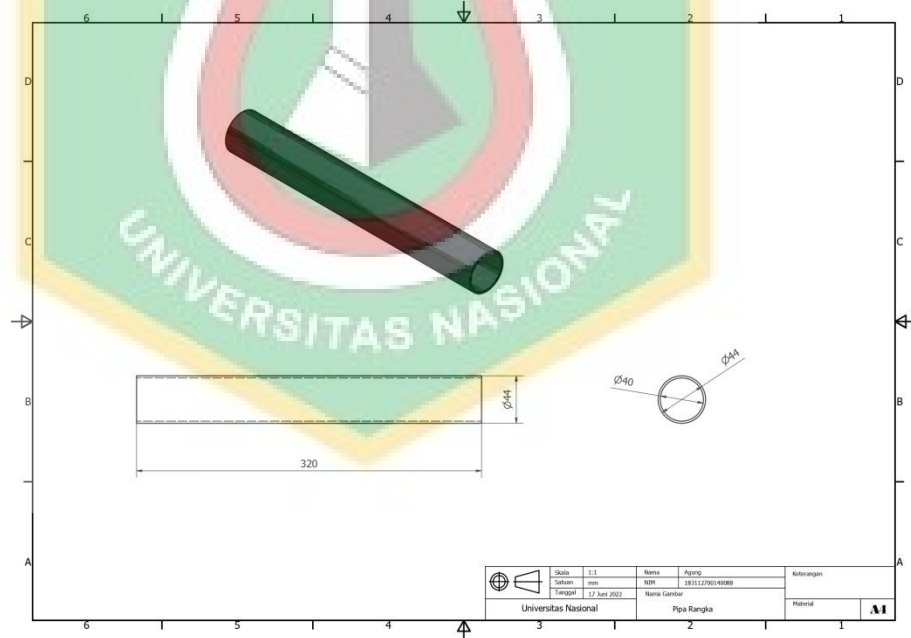 6 5 4 3 2 1
D D
C C
UNIVERSITAS NASIONAL
Ø44
Ø40
Ø44
B B
320
A A
Skala 1:1 Nama Agung Keterangan
Satuan mm NIM 183112700140088
Tanggal 17 Juni 2022 Nama Gambar
Universitas Nasional Pipa Rangka Material A4
6 5 4 3 2 1